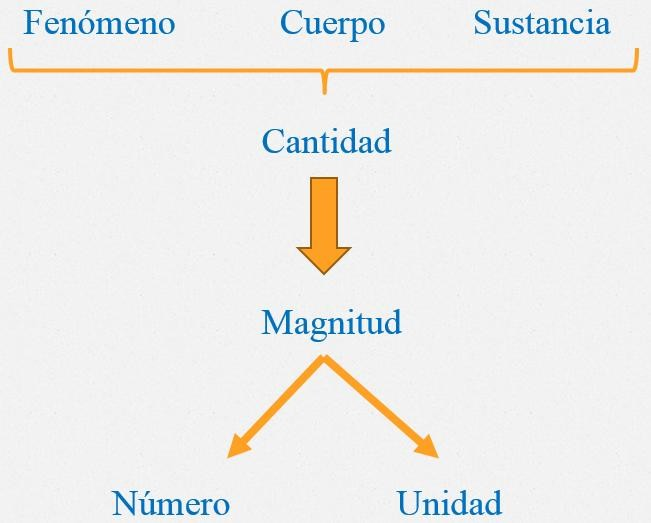 Fenómeno Cuerpo Sustancia
Cantidad
Magnitud
Número Unidad